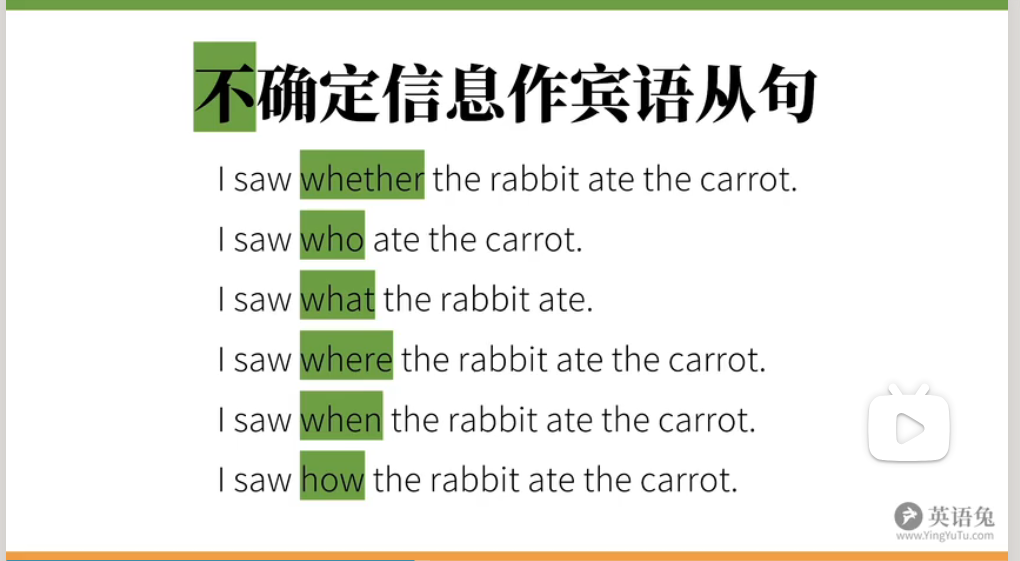 不确定信息作宾语从句
I saw whether the rabbit ate the carrot.
I saw who ate the carrot.
I saw what the rabbit ate.
I saw where the rabbit ate the carrot.
I saw when the rabbit ate the carrot.
I saw how the rabbit ate the carrot.
英语兔
www.YingYuTu.com